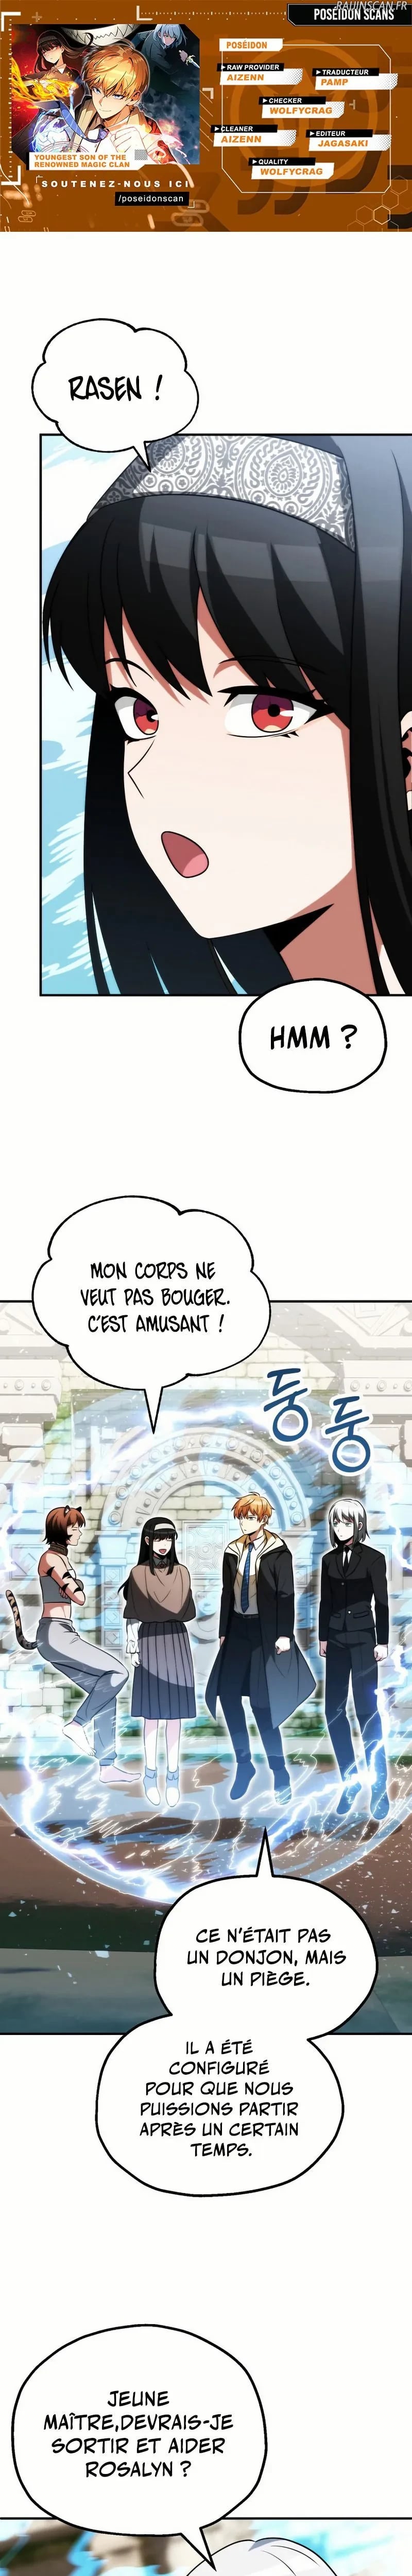 RAIJINSCAN.FR
POSÉIDON SCANS
POSÉIDON
RAW PROVIDER
AIZENN
TRADUCTEUR
PAMP
CHECKER
WOLFYCRAG
CLEANER
AIZENN
EDITEUR
JAGASAKI
QUALITY
WOLFYCRAG
YOUNGEST SON OF THE
RENOWNED MAGIC CLAN
SOUTENEZ-NOUS ICI
/poseidonscan
RASEN !
HMM ?
MON CORPS NE
VEUT PAS BOUGER.
C'EST AMUSANT !
둥
둥
CE N'ÉTAIT PAS
UN DONJON, MAIS
UN PIÈGE.
IL A ÉTÉ
CONFIGURÉ
POUR QUE NOUS
PUISSIONS PARTIR
APRÈS UN CERTAIN
TEMPS.
JEUNE
MAÎTRE,DEVRAIS-JE
SORTIR ET AIDER
ROSALYN ?